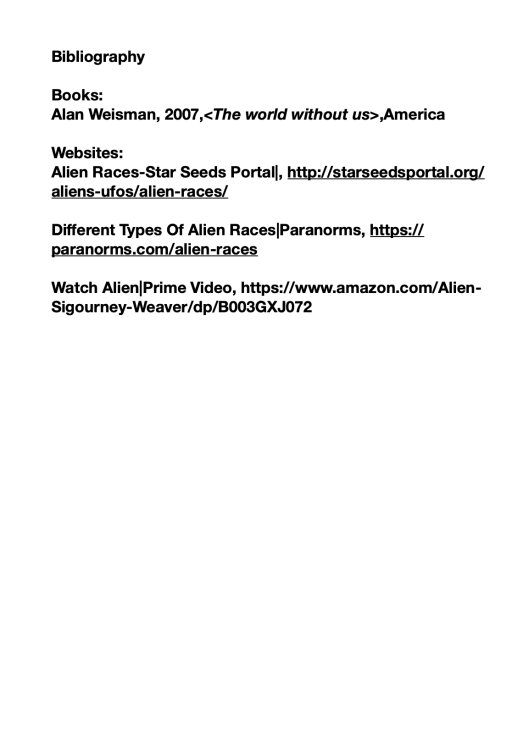 Bibliography
Books:
Alan Weisman, 2007,<The world without us>,America
Websites:
Alien Races-Star Seeds Portal|, http://starseedsportal.org/
aliens-ufos/alien-races/
Different Types Of Alien Races|Paranorms, https://
paranorms.com/alien-races
Watch Alien|Prime Video, https://www.amazon.com/Alien-
Sigourney-Weaver/dp/B003GXJ072